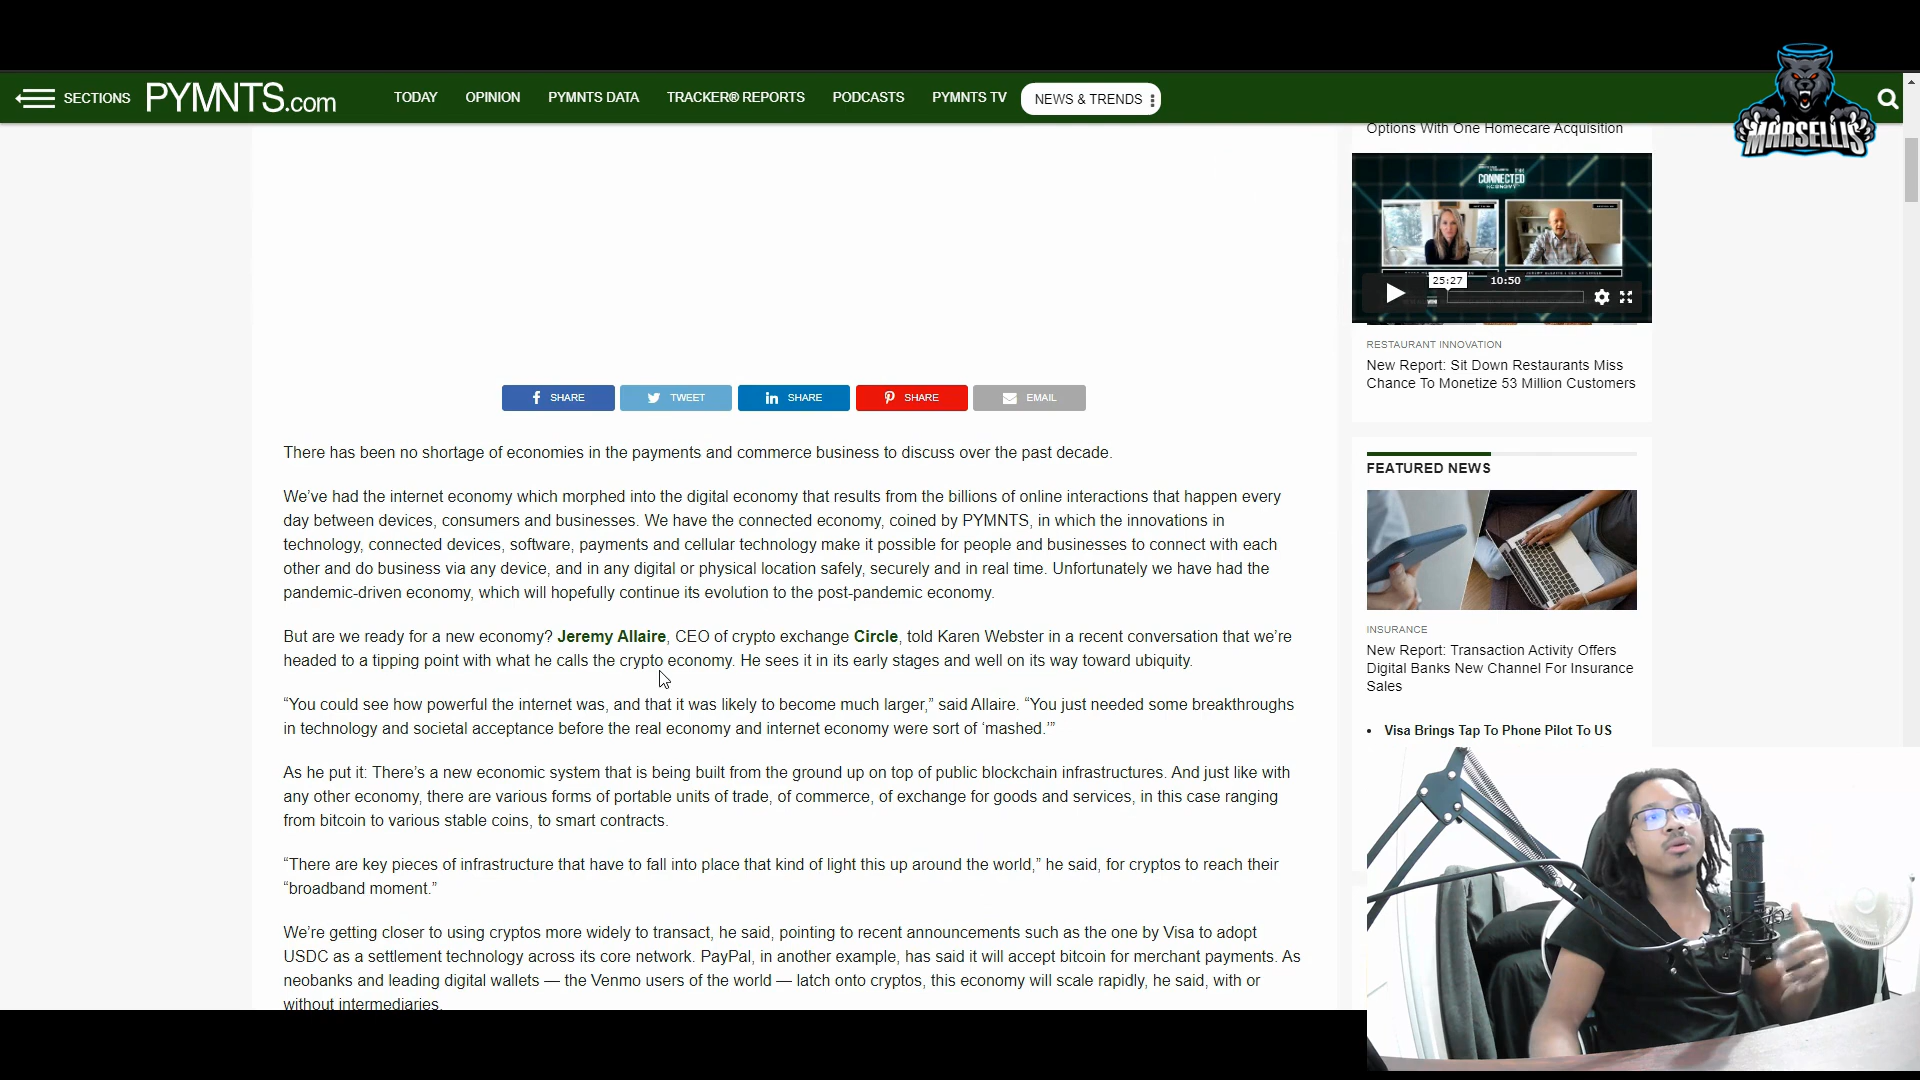 SECTIONS
PYMNTS.com
TODAY
OPINION
PYMNTS DATA
TRACKER® REPORTS
PODCASTS
PYMNTS TV
NEWS & TRENDS
MARSELLIS
Options With One Homecare Acquisition
CONNECTED
25:27
10:50
RESTAURANT INNOVATION
New Report: Sit Down Restaurants Miss
Chance To Monetize 53 Million Customers
SHARE
TWEET
SHARE
SHARE
EMAIL
There has been no shortage of economies in the payments and commerce business to discuss over the past decade.
We’ve had the internet economy which morphed into the digital economy that results from the billions of online interactions that happen every
day between devices, consumers and businesses. We have the connected economy, coined by PYMNTS, in which the innovations in
technology, connected devices, software, payments and cellular technology make it possible for people and businesses to connect with each
other and do business via any device, and in any digital or physical location safely, securely and in real time. Unfortunately we have had the
pandemic-driven economy, which will hopefully continue its evolution to the post-pandemic economy.
But are we ready for a new economy? Jeremy Allaire, CEO of crypto exchange Circle, told Karen Webster in a recent conversation that we’re
headed to a tipping point with what he calls the crypto economy. He sees it in its early stages and well on its way toward ubiquity.
“You could see how powerful the internet was, and that it was likely to become much larger,” said Allaire. “You just needed some breakthroughs
in technology and societal acceptance before the real economy and internet economy were sort of ‘mashed.’”
As he put it: There’s a new economic system that is being built from the ground up on top of public blockchain infrastructures. And just like with
any other economy, there are various forms of portable units of trade, of commerce, of exchange for goods and services, in this case ranging
from bitcoin to various stable coins, to smart contracts.
“There are key pieces of infrastructure that have to fall into place that kind of light this up around the world,” he said, for cryptos to reach their
“broadband moment.”
We’re getting closer to using cryptos more widely to transact, he said, pointing to recent announcements such as the one by Visa to adopt
USDC as a settlement technology across its core network. PayPal, in another example, has said it will accept bitcoin for merchant payments. As
neobanks and leading digital wallets — the Venmo users of the world — latch onto cryptos, this economy will scale rapidly, he said, with or
without intermediaries.
FEATURED NEWS
INSURANCE
New Report: Transaction Activity Offers
Digital Banks New Channel For Insurance
Sales
• Visa Brings Tap To Phone Pilot To US